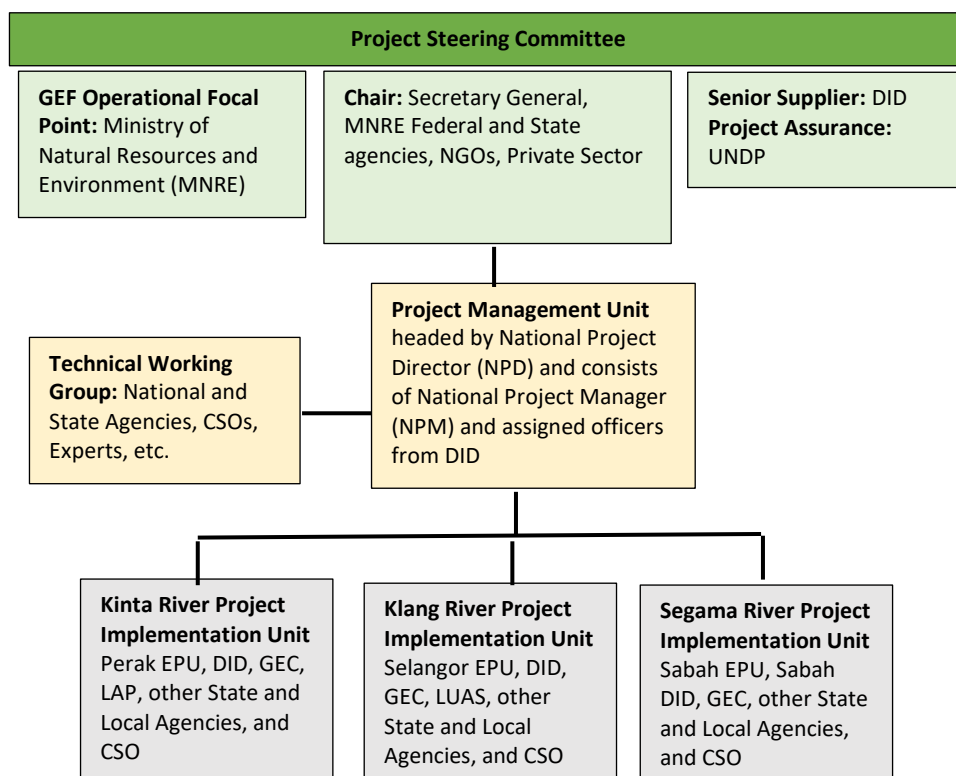 Project Steering Committee
GEF Operational Focal
Point: Ministry of
Natural Resources and
Environment (MNRE)
Chair: Secretary General,
MNRE Federal and State
agencies, NGOs, Private Sector
Senior Supplier: DID
Project Assurance:
UNDP
Project Management Unit
headed by National Project
Director (NPD) and consists
of National Project Manager
(NPM) and assigned officers
from DID
Technical Working
Group: National and
State Agencies, CSOs,
Experts, etc.
Kinta River Project
Implementation Unit
Perak EPU, DID, GEC,
LAP, other State and
Local Agencies, and
CSO
Klang River Project
Implementation Unit
Selangor EPU, DID,
GEC, LUAS, other
State and Local
Agencies, and CSO
Segama River Project
Implementation Unit
Sabah EPU, Sabah
DID, GEC, other State
and Local Agencies,
and CSO